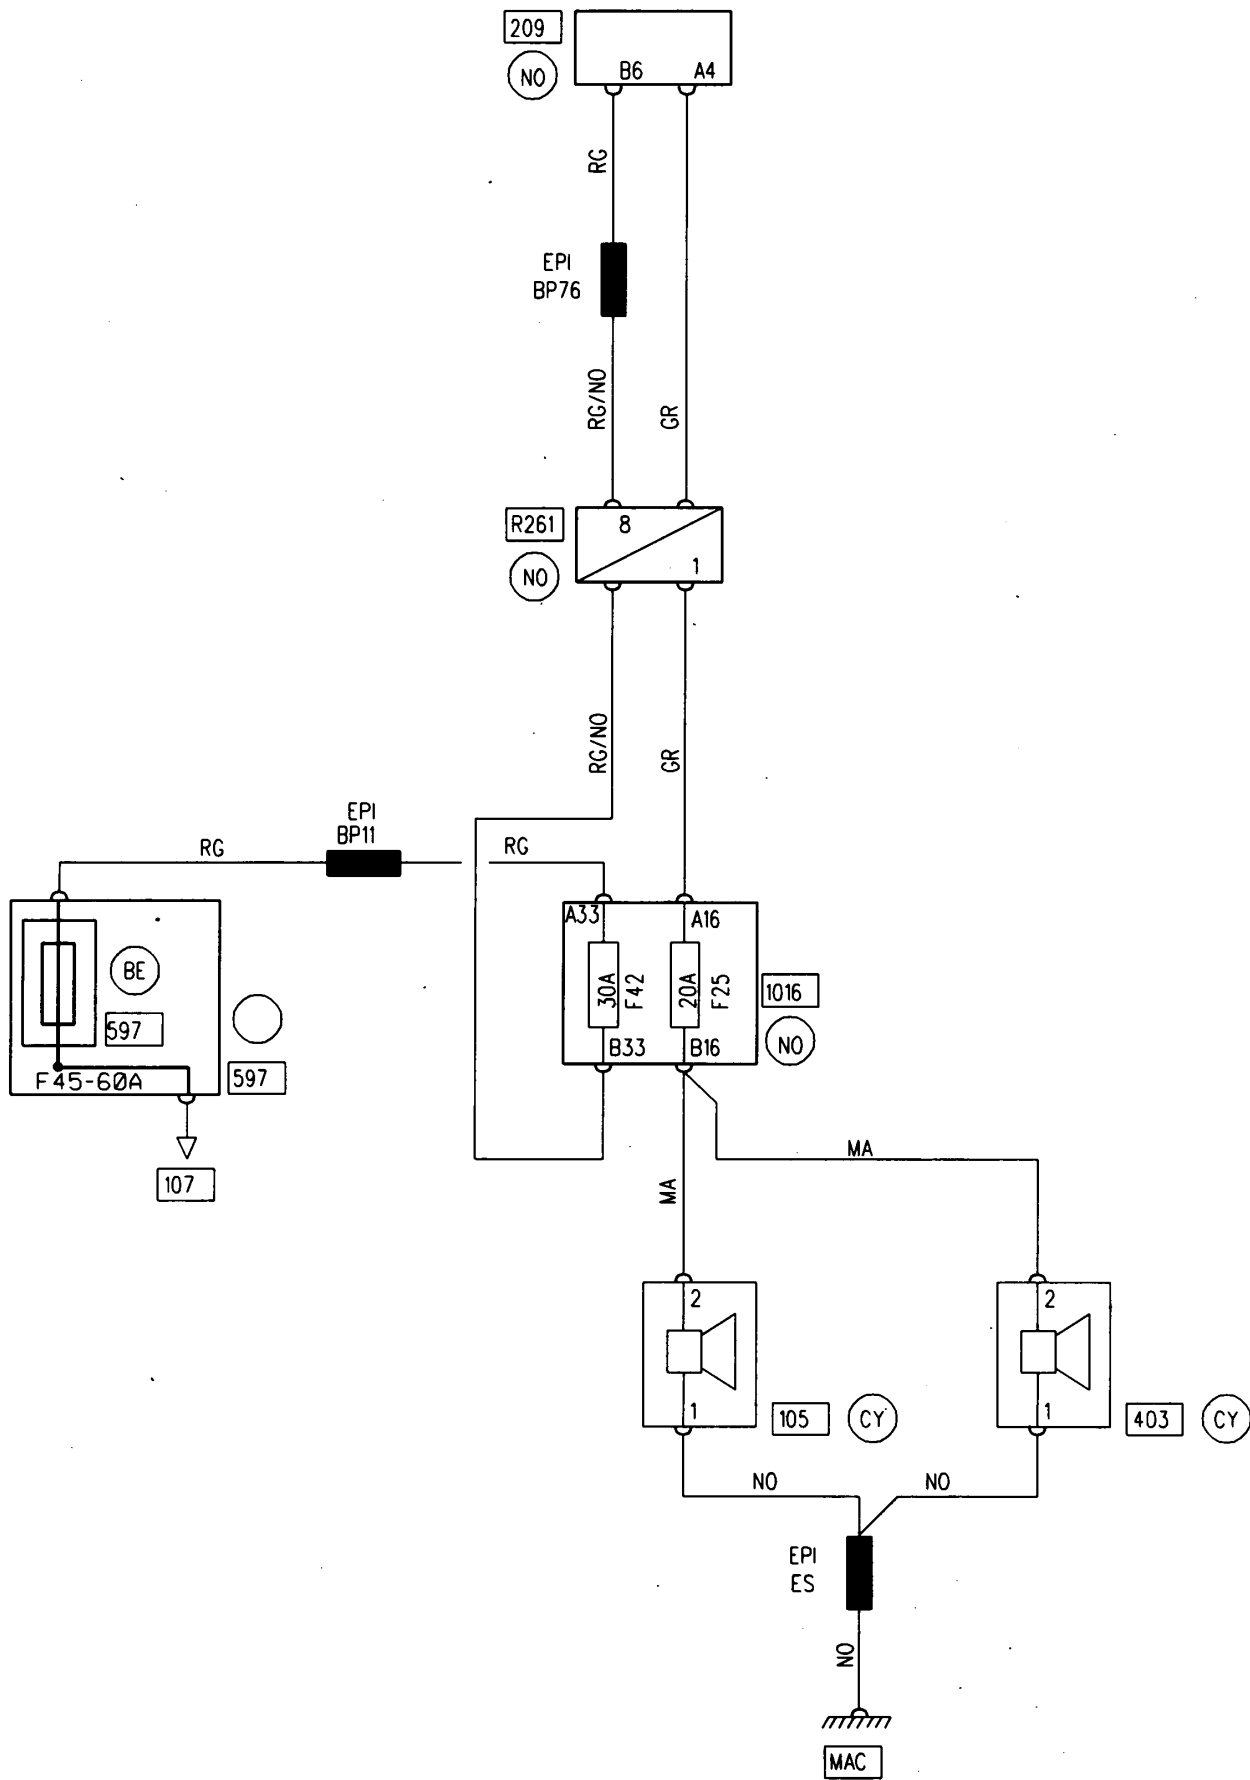 209
NO
B6 A4
RG
EPI
BP76
RG/NO
GR
R261
8
1
NO
RG/NO
GR
EPI
BP11
RG
RG
A33
A16
30A
F42
20A
F25
1016
BE
597
B33
B16
NO
F45-60A
597
107
MA
MA
2
2
1
105
CY
1
403
CY
NO
NO
EPI
ES
NO
MAC